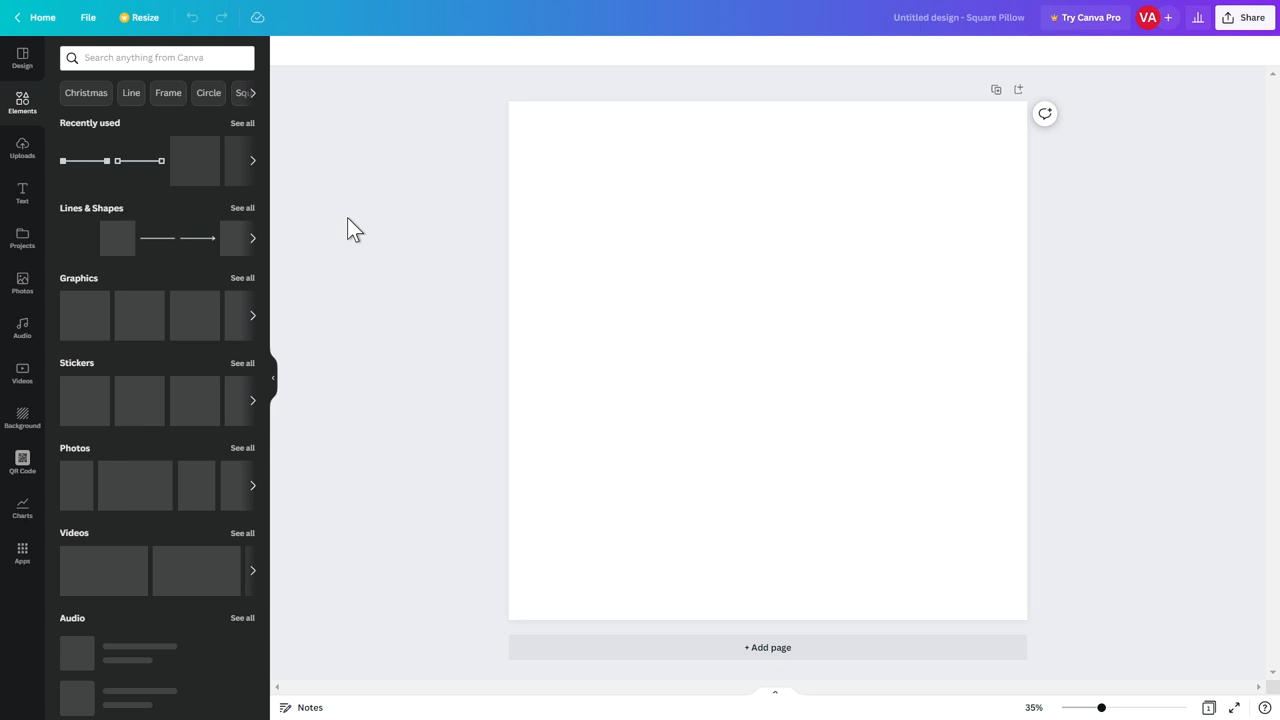 Home
File
Resize
Untitled design - Square Pillow
Try Canva Pro
VA
+
Share
Design
Elements
Uploads
Text
Projects
Photos
Audio
Videos
Background
QR Code
Charts
Apps
Search anything from Canva
Christmas
Line
Frame
Circle
Recently used
See all
Lines & Shapes
See all
Graphics
See all
Stickers
See all
Photos
See all
Videos
See all
Audio
See all
+ Add page
Notes
35%
1
?